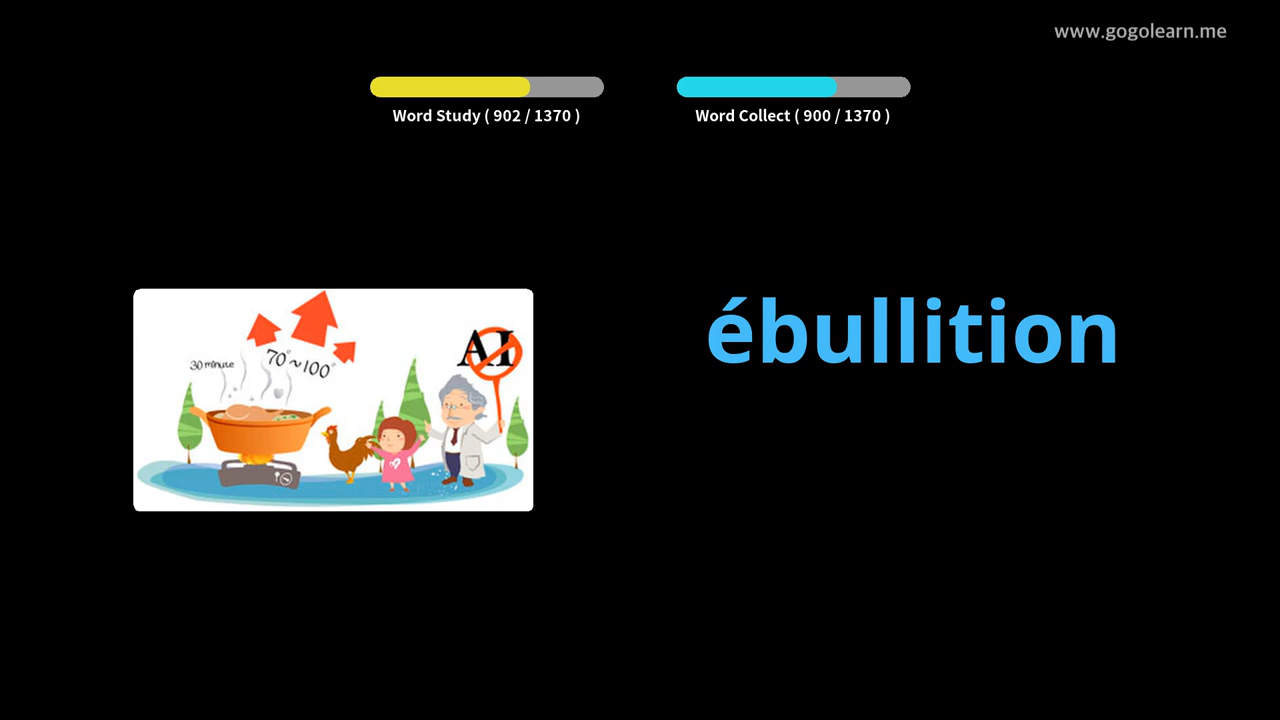 www.gogolearn.me
Word Study ( 902 / 1370 )
Word Collect ( 900 / 1370 )
30 minute
70°~100°
AI
ébullition